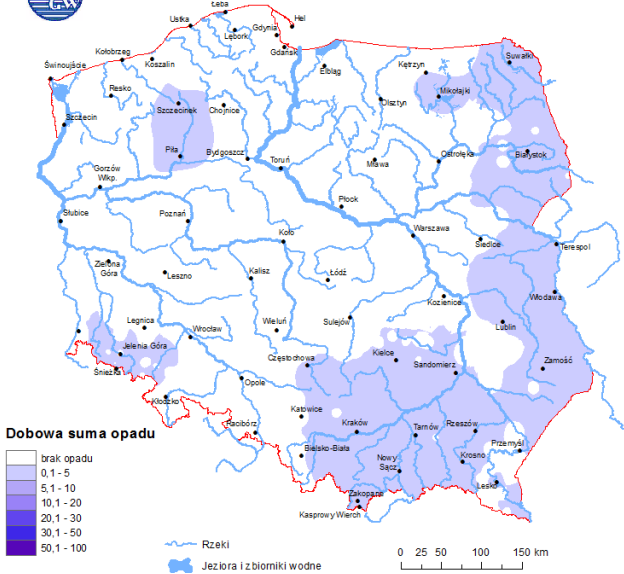 G-W
Łeba
Ustka
Hel
Gdynia
Lębork
Gdańsk
Kołobrzeg
Koszalin
Świnoujście
Elbląg
Kętrzyn
Suwałki
Resko
Mikołajki
Szczecinek
Chojnice
Olsztyn
Szczecin
Piła
Bydgoszcz
Toruń
Mława
Ostrołęka
Białystok
Gorzów
Wlkp.
Płock
Słubice
Poznań
Koło
Warszawa
Siedlce
Terespol
Zielona
Góra
Leszno
Kalisz
Łódź
Kozienice
Włodawa
Legnica
Wrocław
Wieluń
Sulejów
Lublin
Jelenia Góra
Śnieżka
Częstochowa
Kielce
Sandomierz
Zamość
Opole
Kłodzko
Katowice
Racibórz
Kraków
Tarnów
Rzeszów
Przemyśl
Bielsko-Biała
Nowy
Sącz
Krosno
Lesko
Zakopane
Kasprowy Wierch
Dobowa suma opadu
brak opadu
0,1 - 5
5,1 - 10
10,1 - 20
20,1 - 30
30,1 - 50
50,1 - 100
Rzeki
Jeziora i zbiorniki wodne
0 25 50 100 150 km